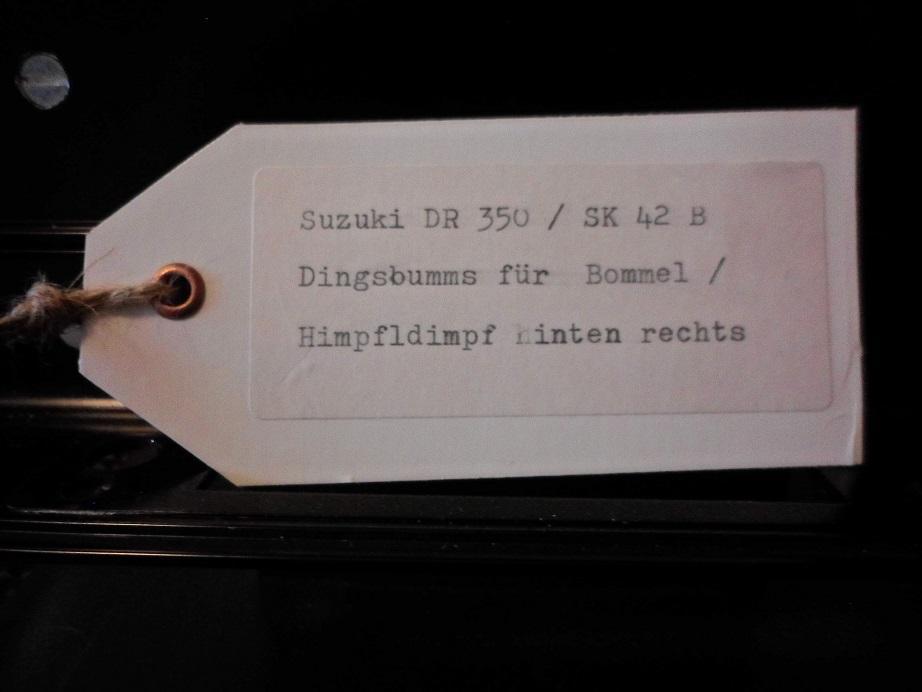 Suzuki DR 350 / SK 42 B
Dingsbumms für Bommel /
Himpfldimpf hinten rechts